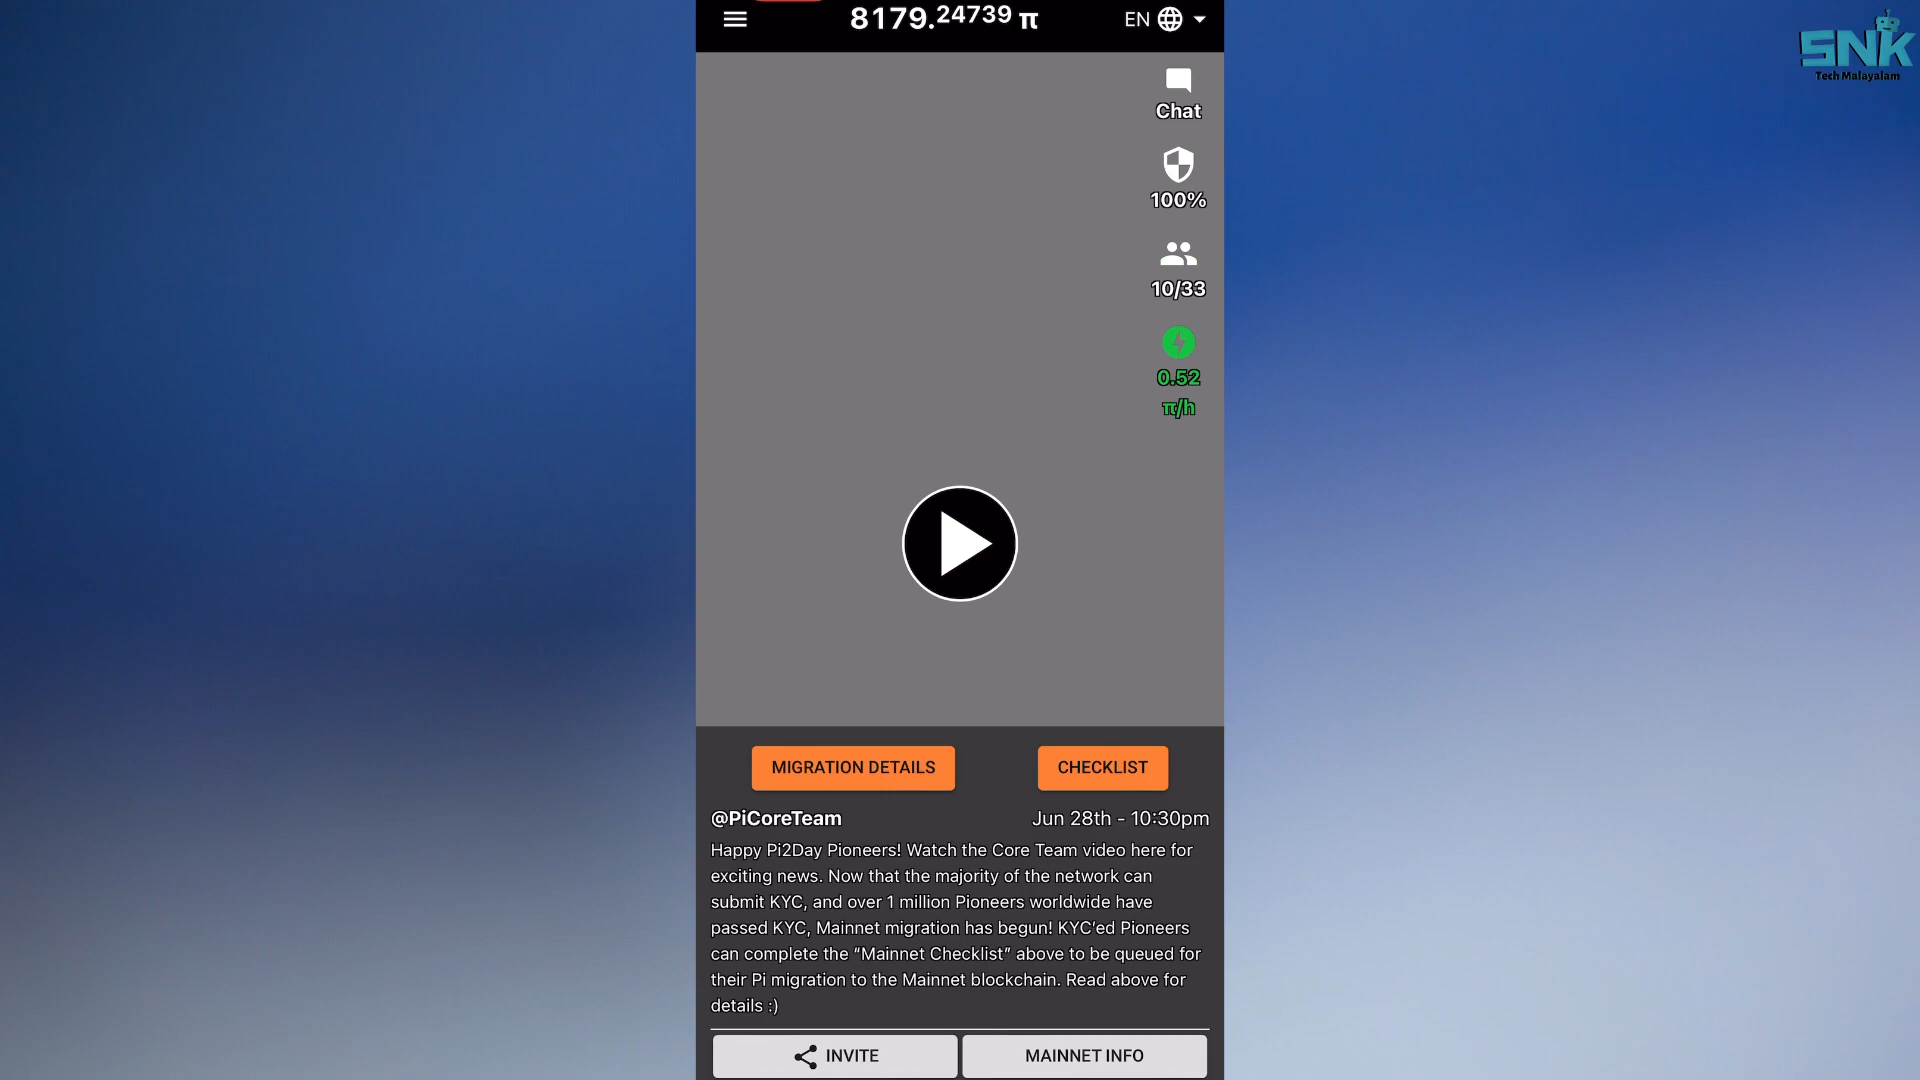 8179.24739 π
EN
SNK
Tech Malayalam
Chat
100%
10/33
0.52
π/h
MIGRATION DETAILS
CHECKLIST
@PiCoreTeam
Jun 28th - 10:30pm
Happy Pi2Day Pioneers! Watch the Core Team video here for
exciting news. Now that the majority of the network can
submit KYC, and over 1 million Pioneers worldwide have
passed KYC, Mainnet migration has begun! KYC’ed Pioneers
can complete the “Mainnet Checklist” above to be queued for
their Pi migration to the Mainnet blockchain. Read above for
details :)
INVITE
MAINNET INFO